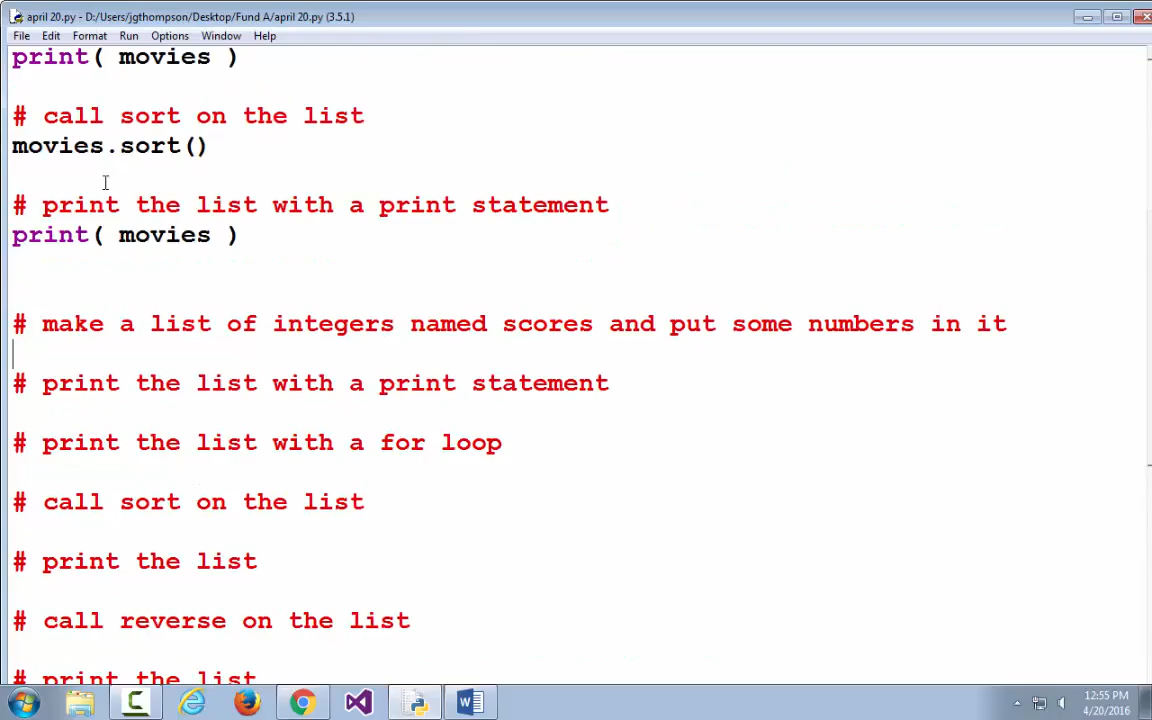 april 20.py - D:/Users/jgthompson/Desktop/Fund A/april 20.py (3.5.1)
File Edit Format Run Options Window Help
print( movies )
# call sort on the list
movies.sort()
# print the list with a print statement
print( movies )
# make a list of integers named scores and put some numbers in it
# print the list with a print statement
# print the list with a for loop
# call sort on the list
# print the list
# call reverse on the list
# print the list
12:55 PM
4/20/2016